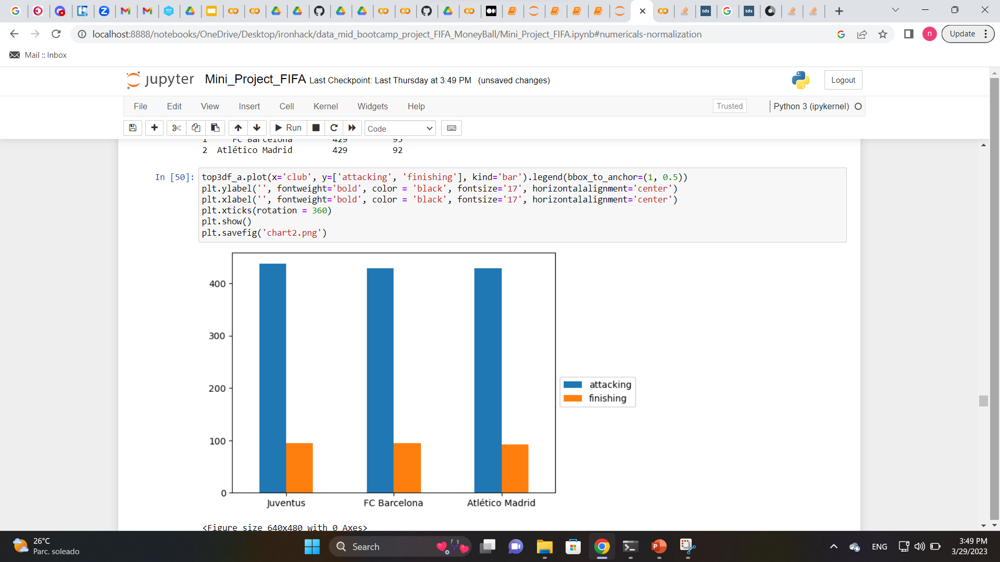 localhost:8888/notebooks/OneDrive/Desktop/ironhack/data_mid_bootcamp_project_FIFA_MoneyBall/Mini_Project_FIFA.ipynb#numericals-normalization
n
Update
Mail :: Inbox
jupyter Mini_Project_FIFA Last Checkpoint: Last Thursday at 3:49 PM (unsaved changes)
Logout
File Edit View Insert Cell Kernel Widgets Help
Trusted
Python 3 (ipykernel)
Run
Code
1 FC Barcelona 429 95
2 Atlético Madrid 429 92
In [50]:
top3df_a.plot(x='club', y=['attacking', 'finishing'], kind='bar').legend(bbox_to_anchor=(1, 0.5))
plt.ylabel('', fontweight='bold', color = 'black', fontsize='17', horizontalalignment='center')
plt.xlabel('', fontweight='bold', color = 'black', fontsize='17', horizontalalignment='center')
plt.xticks(rotation = 360)
plt.show()
plt.savefig('chart2.png')
400
300
200
100
0
attacking
finishing
Juventus FC Barcelona Atlético Madrid
<Figure size 640x480 with 0 Axes>
26°C
Parc. soleado
Search
ENG
3:49 PM
3/29/2023